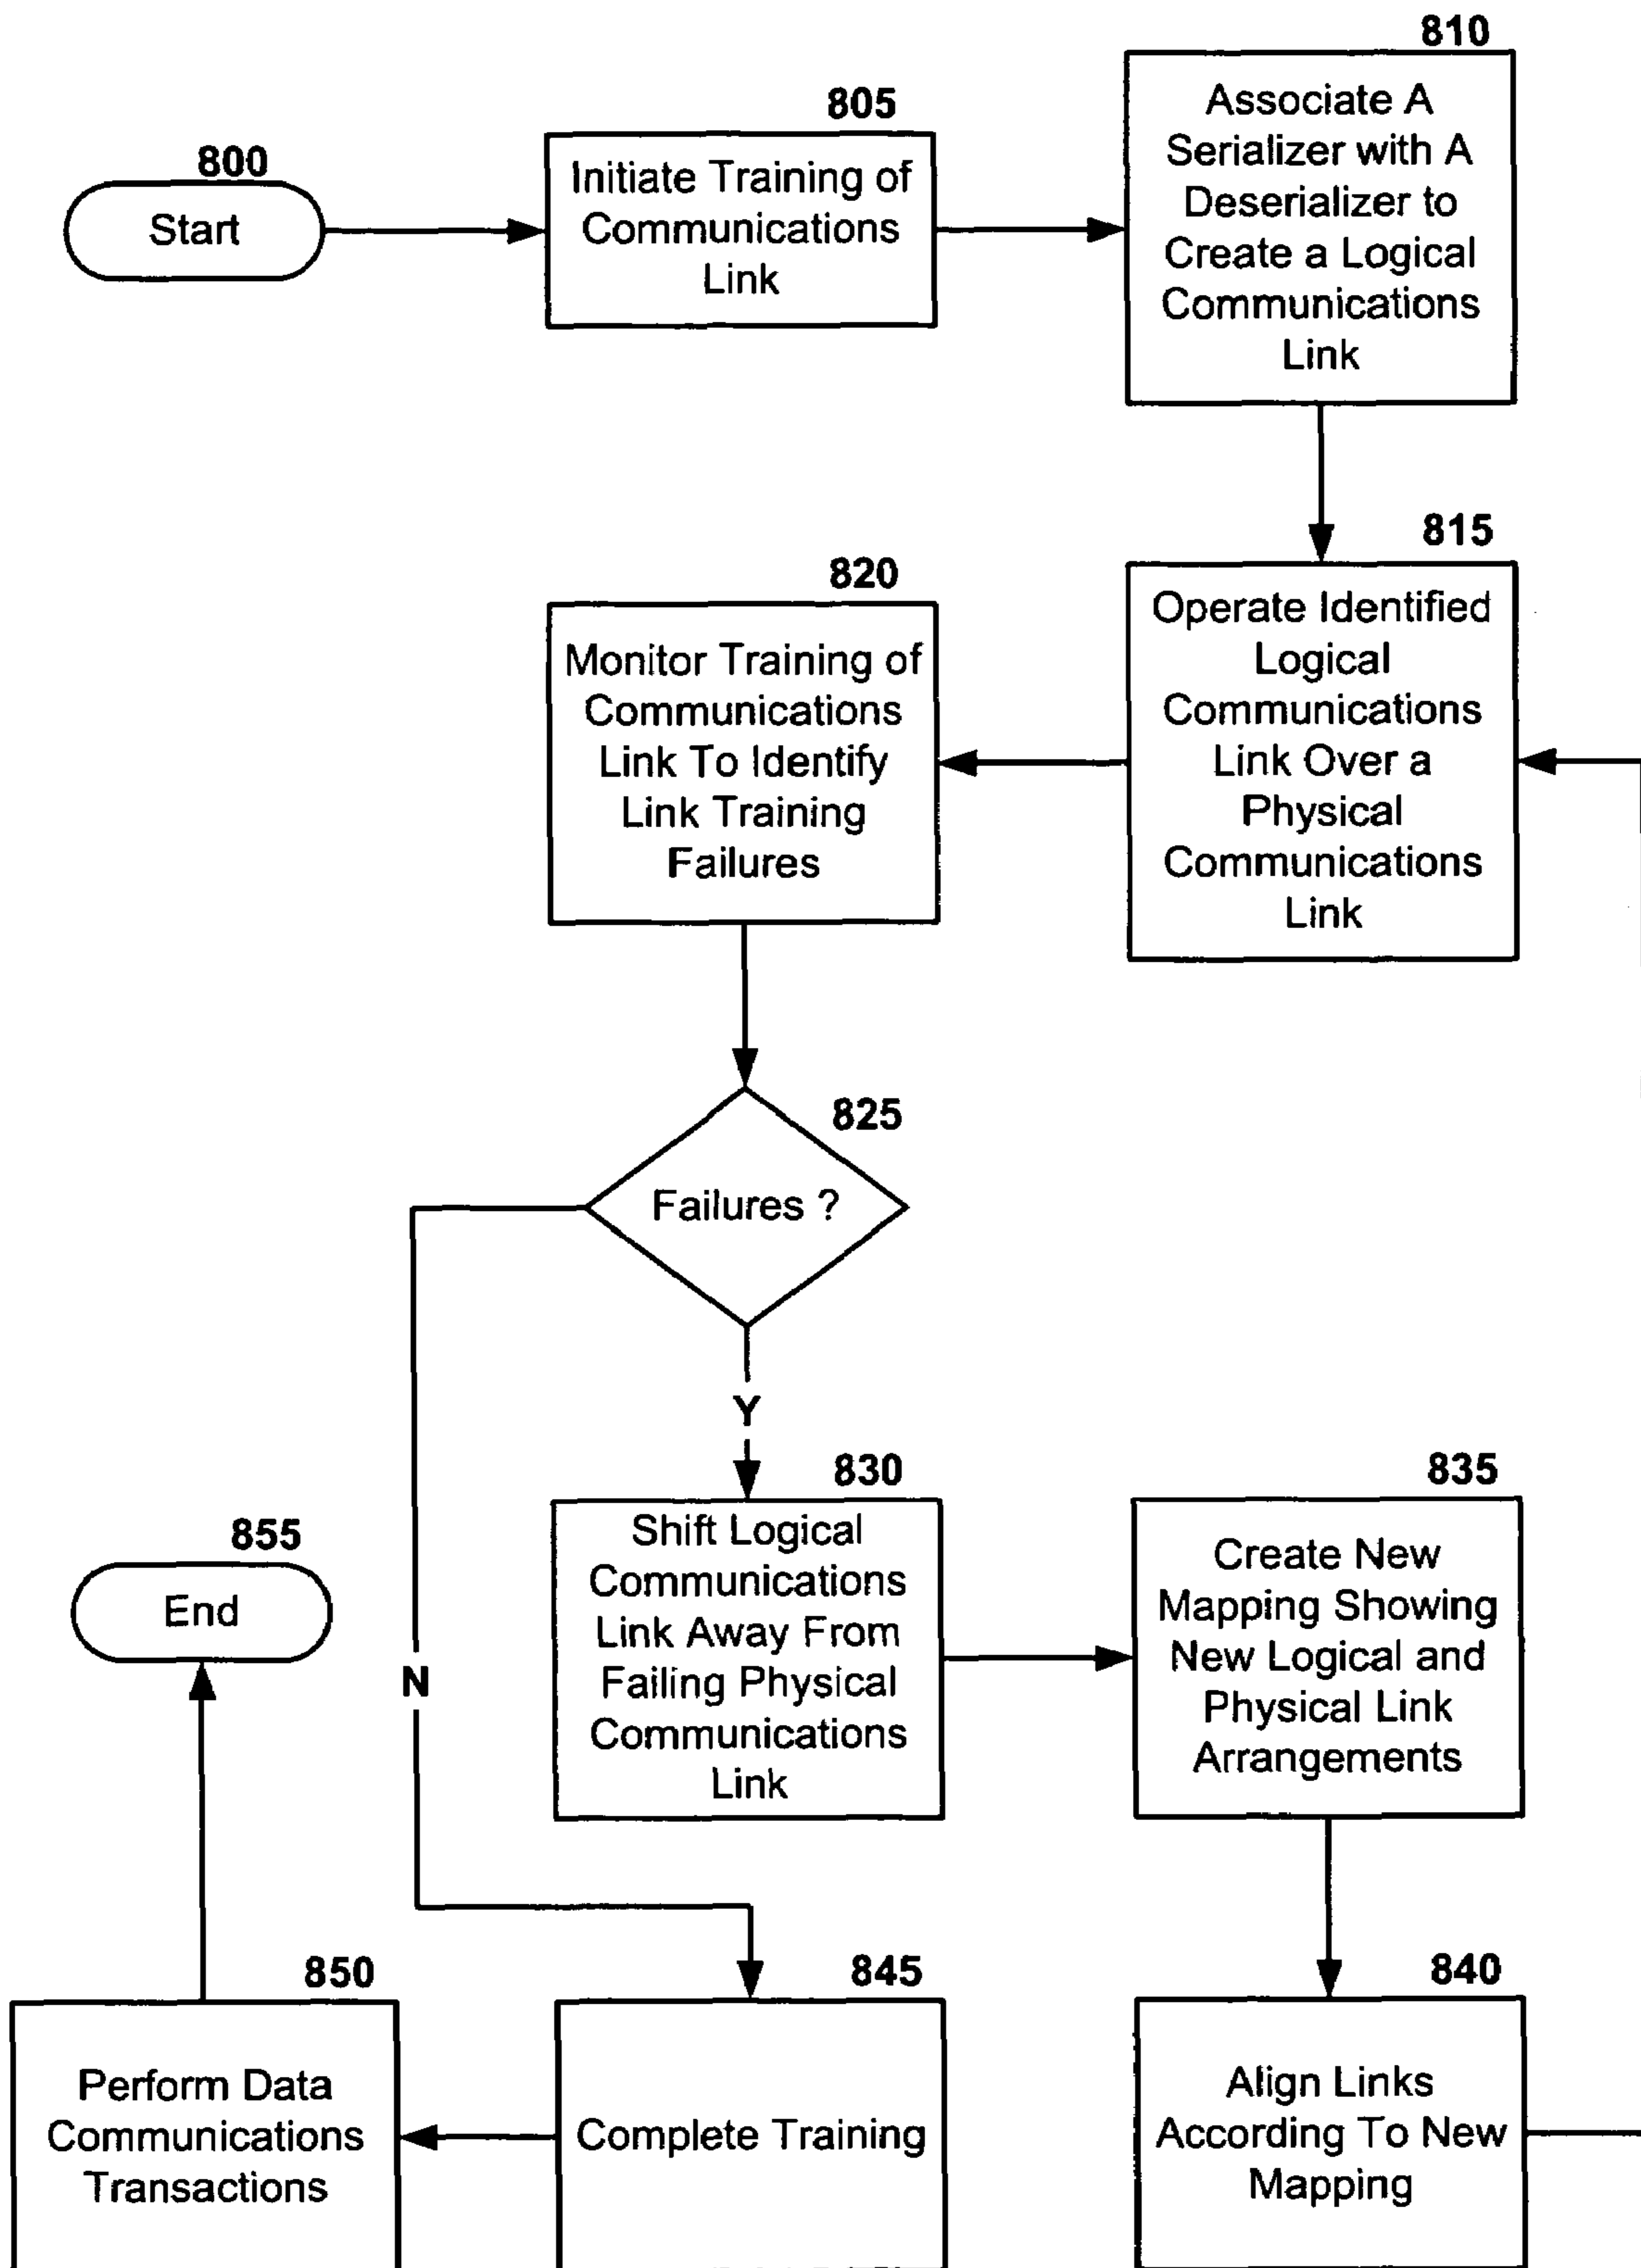 800
Start
805
Initiate Training of
Communications
Link
810
Associate A
Serializer with A
Deserializer to
Create a Logical
Communications
Link
815
Operate Identified
Logical
Communications
Link Over a
Physical
Communications
Link
820
Monitor Training of
Communications
Link To Identify
Link Training
Failures
825
Failures ?
Y
N
830
Shift Logical
Communications
Link Away From
Failing Physical
Communications
Link
835
Create New
Mapping Showing
New Logical and
Physical Link
Arrangements
840
Align Links
According To New
Mapping
845
Complete Training
850
Perform Data
Communications
Transactions
855
End